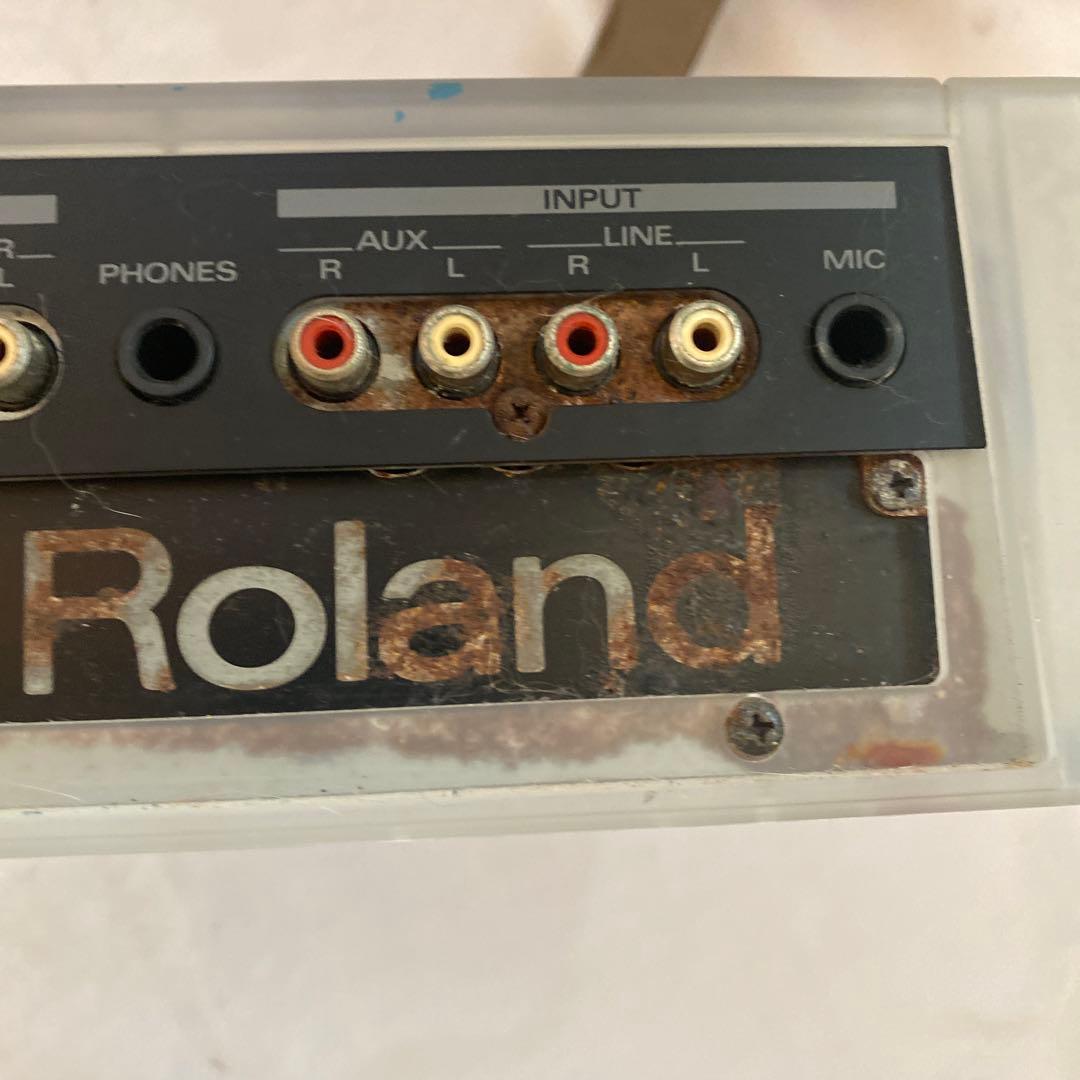 INPUT
R AUX LINE
L PHONES R L R L MIC
Roland